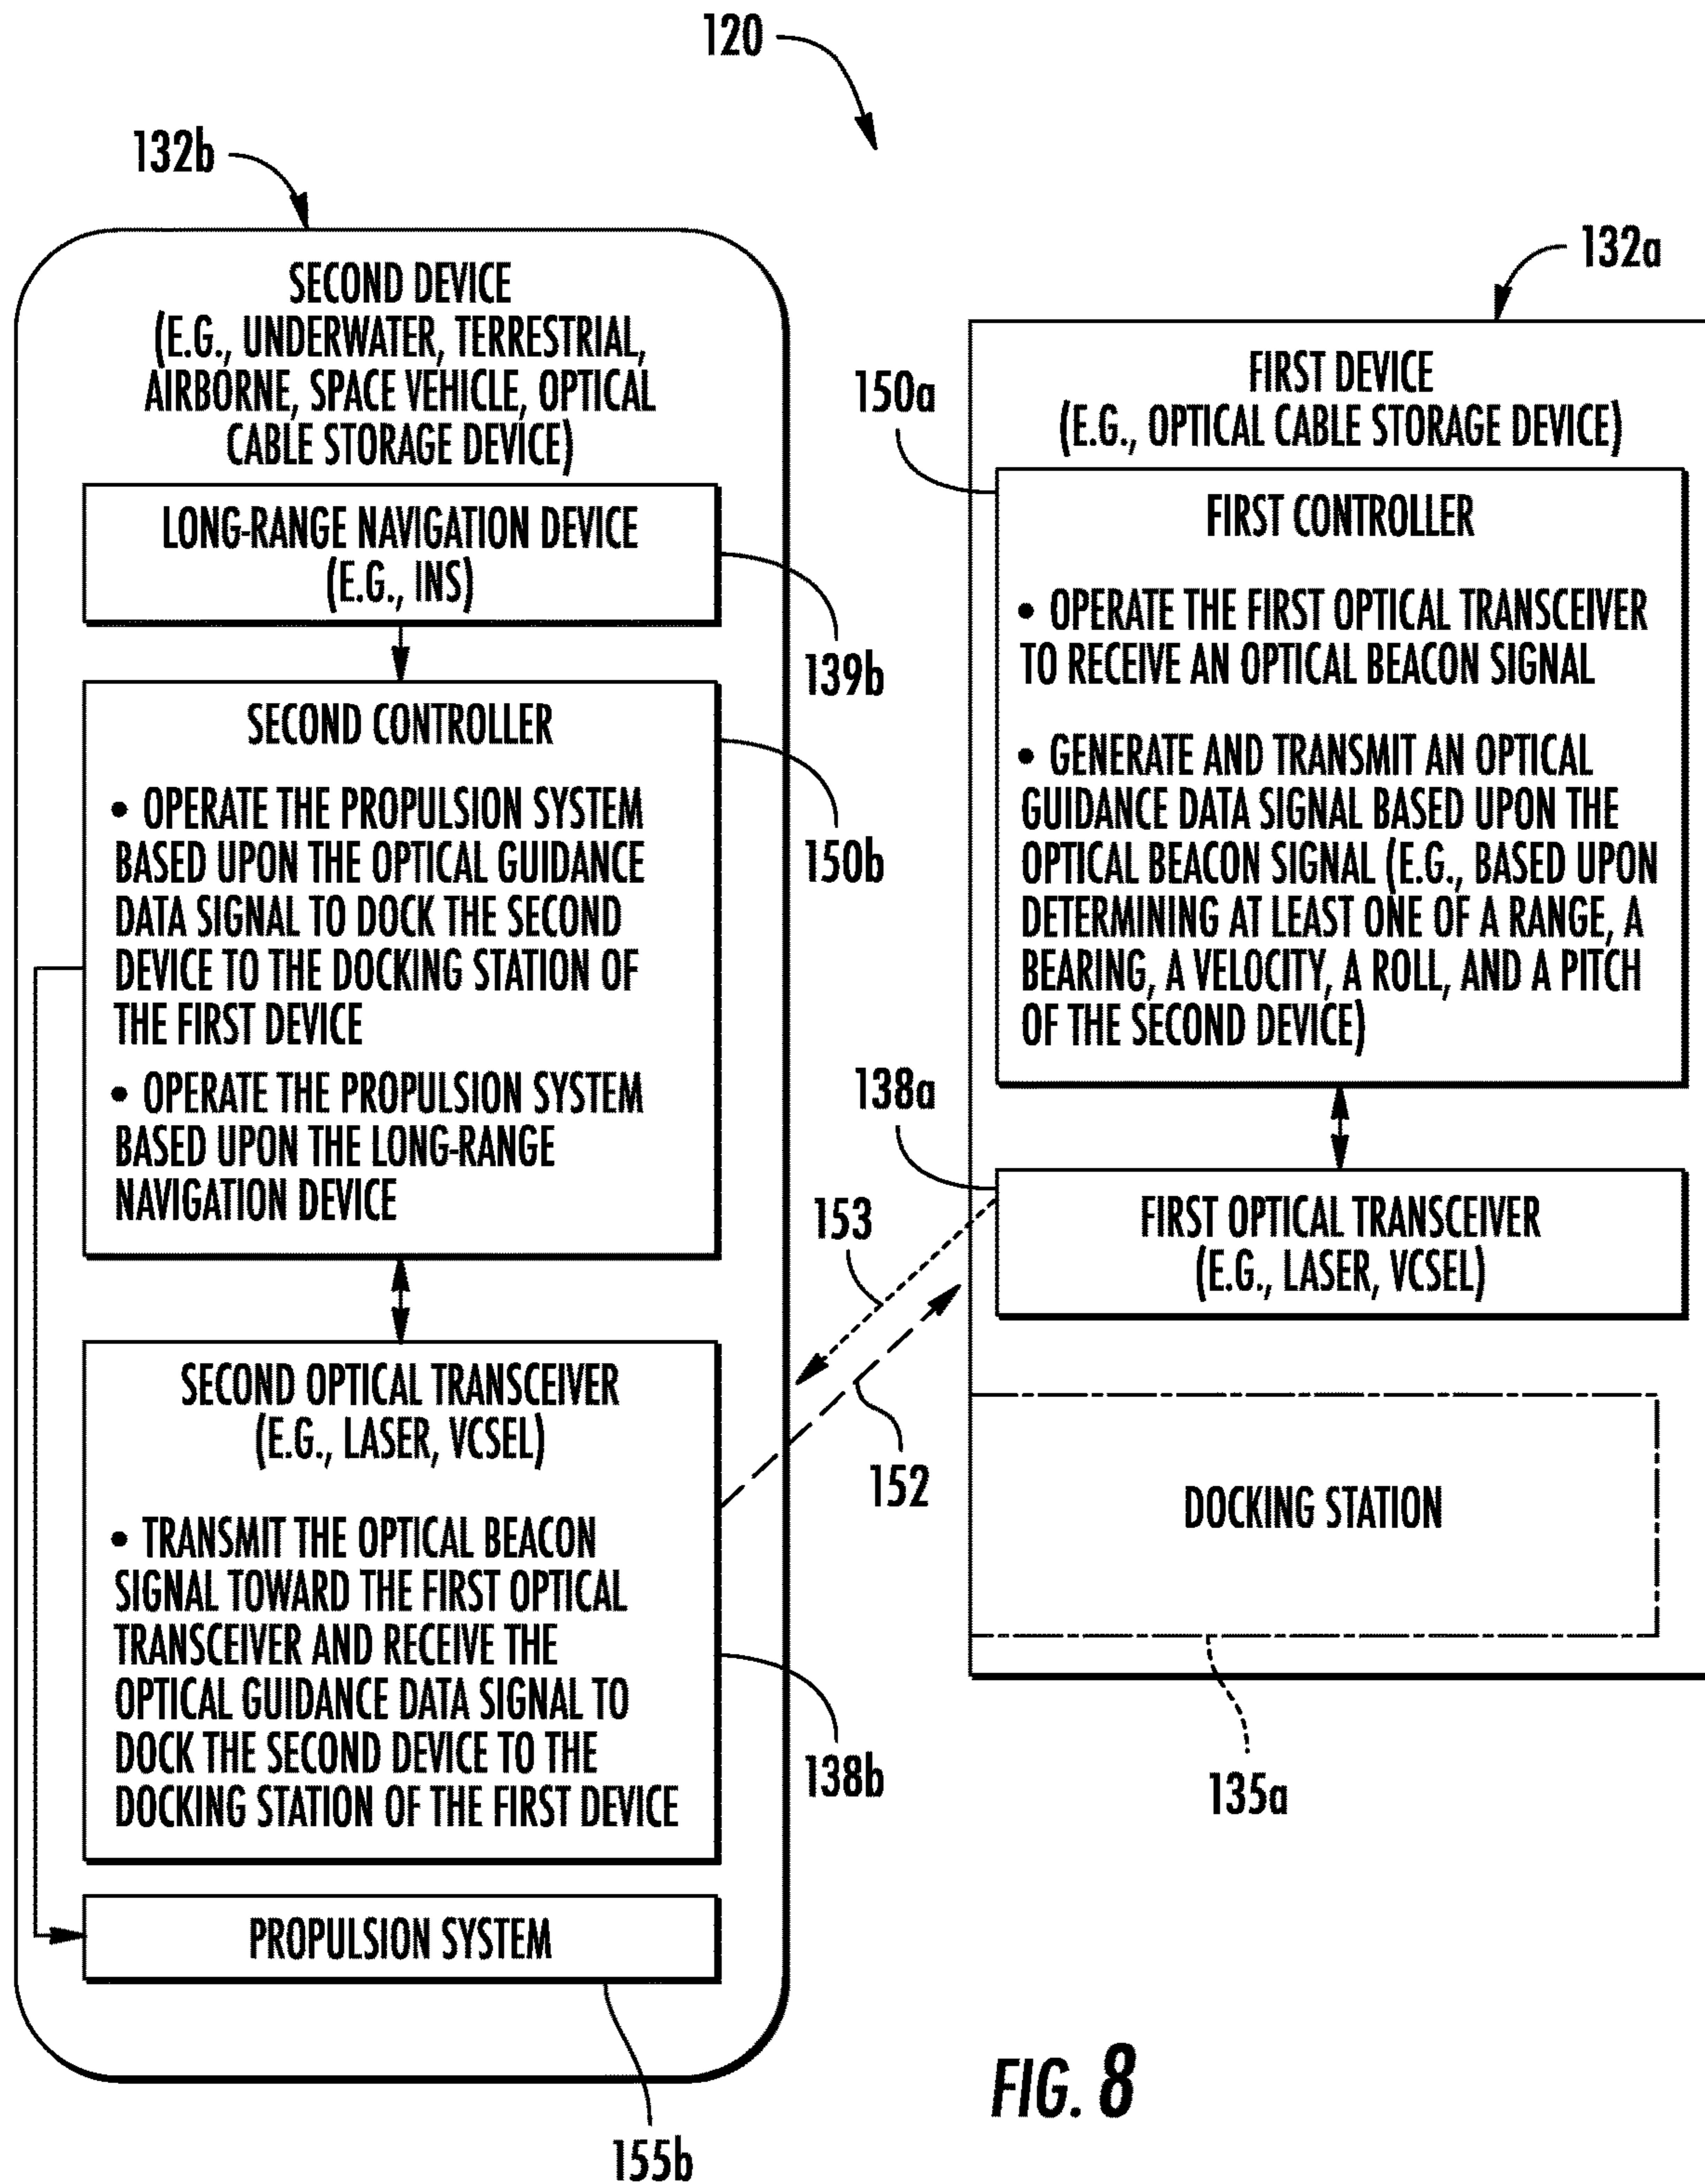 120
132b
SECOND DEVICE
(E.G., UNDERWATER, TERRESTRIAL,
AIRBORNE, SPACE VEHICLE, OPTICAL
CABLE STORAGE DEVICE)
LONG-RANGE NAVIGATION DEVICE
(E.G., INS)
139b
SECOND CONTROLLER
• OPERATE THE PROPULSION SYSTEM
BASED UPON THE OPTICAL GUIDANCE
DATA SIGNAL TO DOCK THE SECOND
DEVICE TO THE DOCKING STATION OF
THE FIRST DEVICE
• OPERATE THE PROPULSION SYSTEM
BASED UPON THE LONG-RANGE
NAVIGATION DEVICE
150b
SECOND OPTICAL TRANSCEIVER
(E.G., LASER, VCSEL)
• TRANSMIT THE OPTICAL BEACON
SIGNAL TOWARD THE FIRST OPTICAL
TRANSCEIVER AND RECEIVE THE
OPTICAL GUIDANCE DATA SIGNAL TO
DOCK THE SECOND DEVICE TO THE
DOCKING STATION OF THE FIRST DEVICE
138b
PROPULSION SYSTEM
155b
153
152
132a
FIRST DEVICE
(E.G., OPTICAL CABLE STORAGE DEVICE)
150a
FIRST CONTROLLER
• OPERATE THE FIRST OPTICAL TRANSCEIVER
TO RECEIVE AN OPTICAL BEACON SIGNAL
• GENERATE AND TRANSMIT AN OPTICAL
GUIDANCE DATA SIGNAL BASED UPON THE
OPTICAL BEACON SIGNAL (E.G., BASED UPON
DETERMINING AT LEAST ONE OF A RANGE, A
BEARING, A VELOCITY, A ROLL, AND A PITCH
OF THE SECOND DEVICE)
138a
FIRST OPTICAL TRANSCEIVER
(E.G., LASER, VCSEL)
DOCKING STATION
135a
FIG. 8